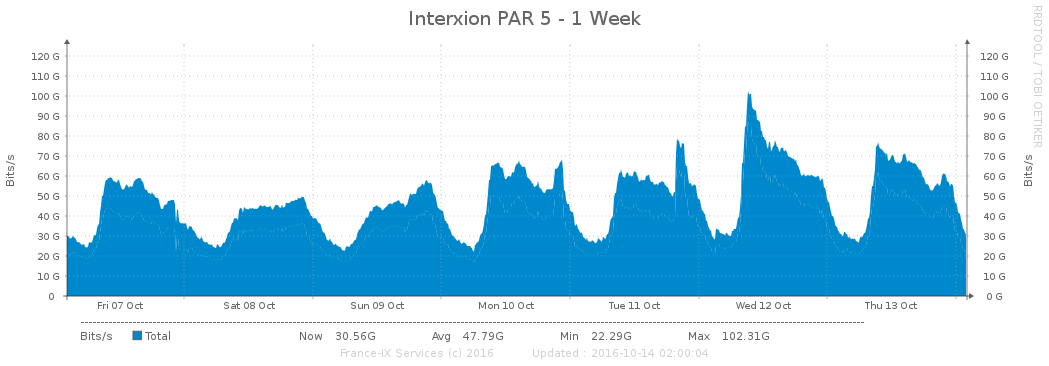 Interxion PAR 5 - 1 Week
RRDTOOL / TOBI OETIKER
Bits/s
Bits/s
120 G 120 G
110 G 110 G
100 G 100 G
90 G 90 G
80 G 80 G
70 G 70 G
60 G 60 G
50 G 50 G
40 G 40 G
30 G 30 G
20 G 20 G
10 G 10 G
0 0 G
Fri 07 Oct Sat 08 Oct Sun 09 Oct Mon 10 Oct Tue 11 Oct Wed 12 Oct Thu 13 Oct
Bits/s Total Now 30.56G Avg 47.79G Min 22.29G Max 102.31G
France-IX Services (c) 2016 Updated : 2016-10-14 02:00:04